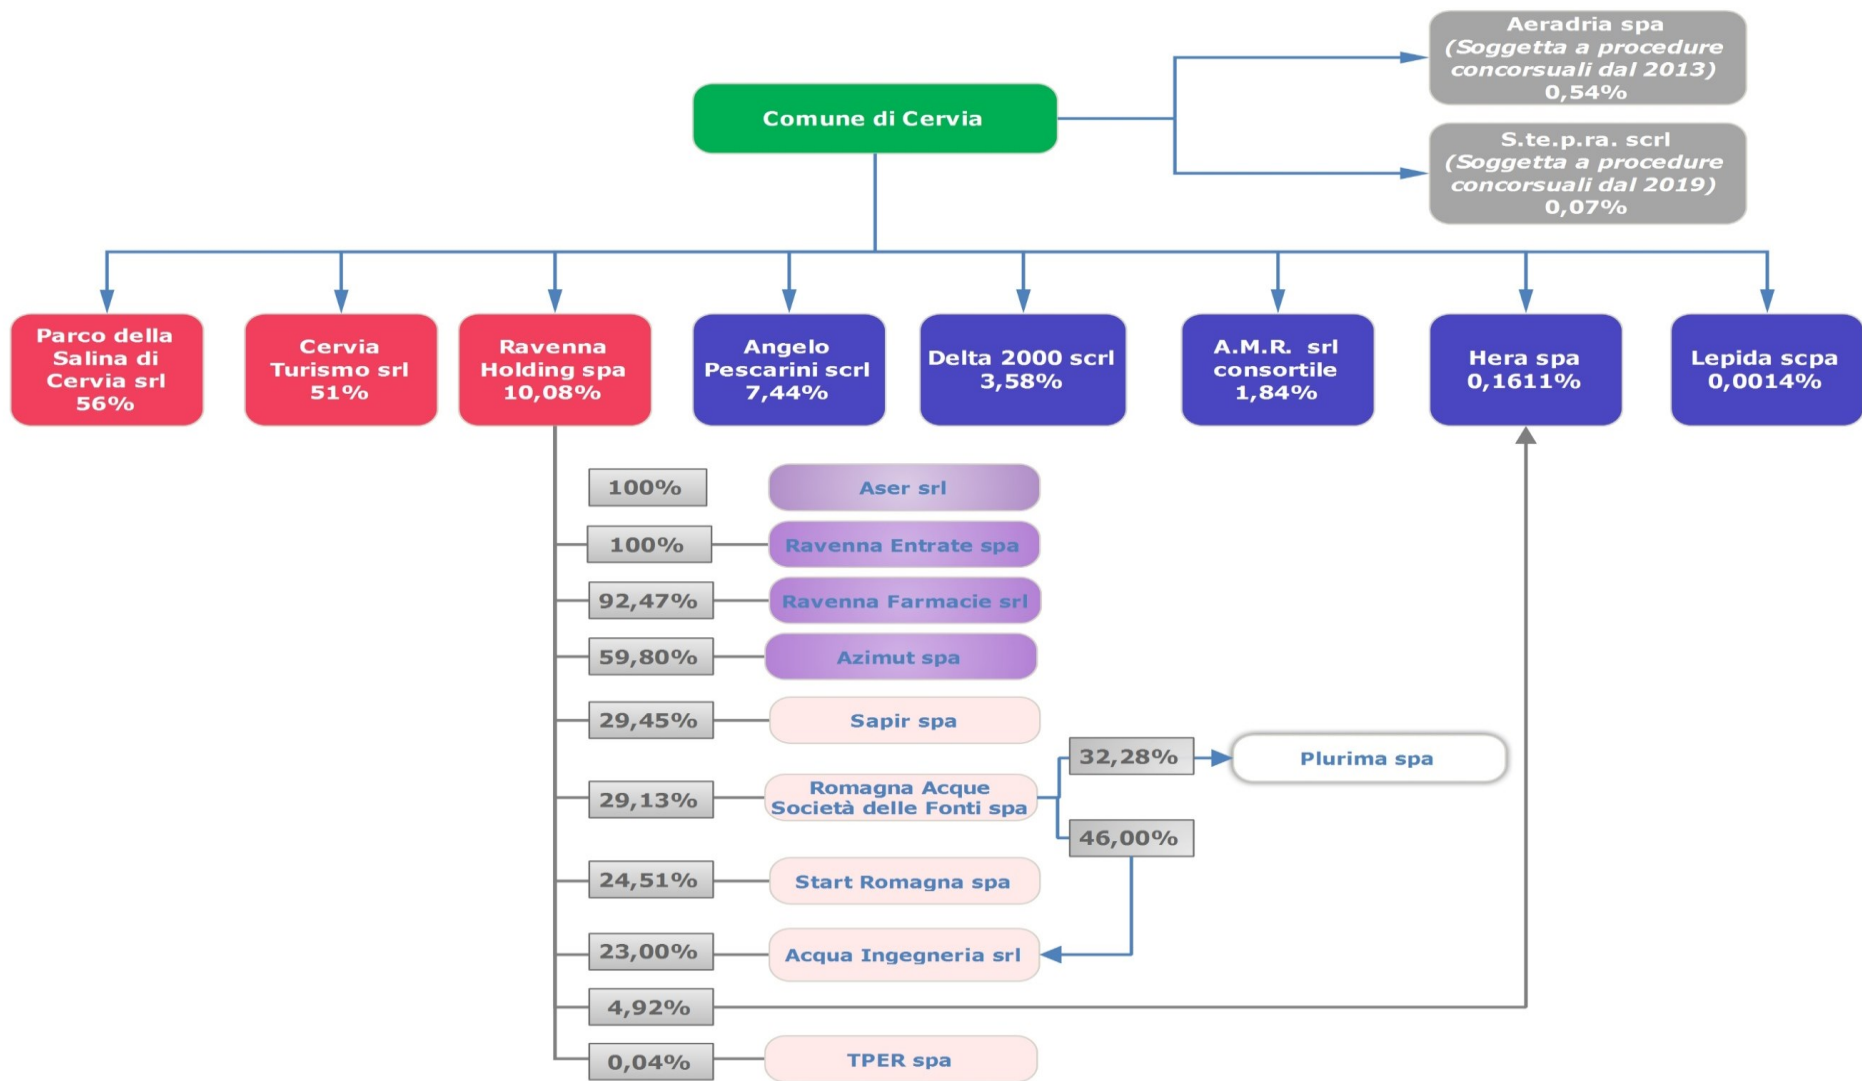 Aeradria spa
(Soggetta a procedure
concorsuali dal 2013)
0,54%
Comune di Cervia
S.te.p.ra. scrl
(Soggetta a procedure
concorsuali dal 2019)
0,07%
Parco della
Salina di
Cervia srl
56%
Cervia
Turismo srl
51%
Ravenna
Holding spa
10,08%
Angelo
Pescarini scrl
7,44%
Delta 2000 scrl
3,58%
A.M.R. srl
consortile
1,84%
Hera spa
0,1611%
Lepida scpa
0,0014%
100%
Aser srl
100%
Ravenna Entrate spa
92,47%
Ravenna Farmacie srl
59,80%
Azimut spa
29,45%
Sapir spa
32,28%
Plurima spa
29,13%
Romagna Acque
Società delle Fonti spa
46,00%
24,51%
Start Romagna spa
23,00%
Acqua Ingegneria srl
4,92%
0,04%
TPER spa